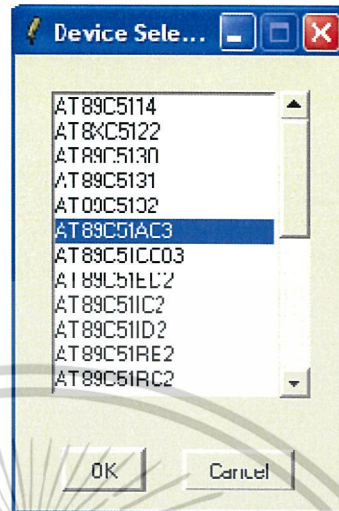 Device Sele...
AT89C5114
AT8XC5122
AT89C5130
AT89C5131
AT89C5132
AT89C51AC3
AT89C51CC03
AT89C51ED2
AT89C51IC2
AT89C51ID2
AT89C51RE2
AT89C51RC2
OK
Cancel